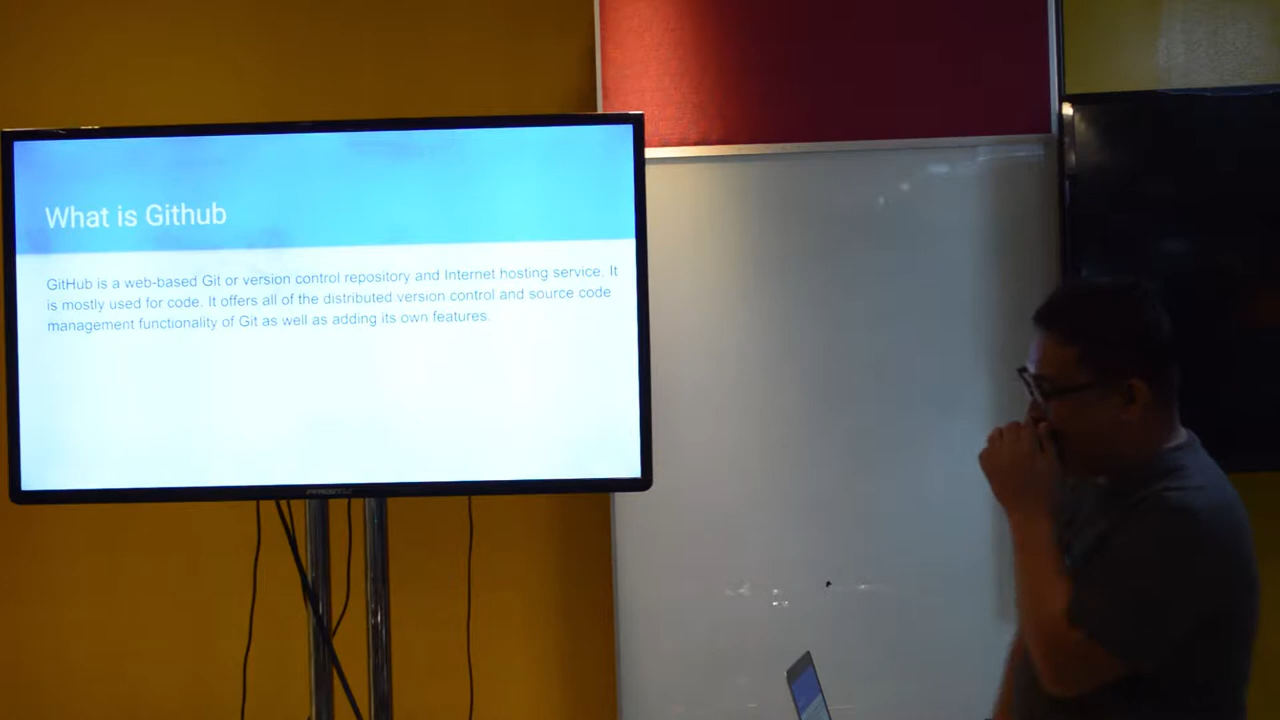 What is Github
GitHub is a web-based Git or version control repository and Internet hosting service. It
is mostly used for code. It offers all of the distributed version control and source code
management functionality of Git as well as adding its own features.